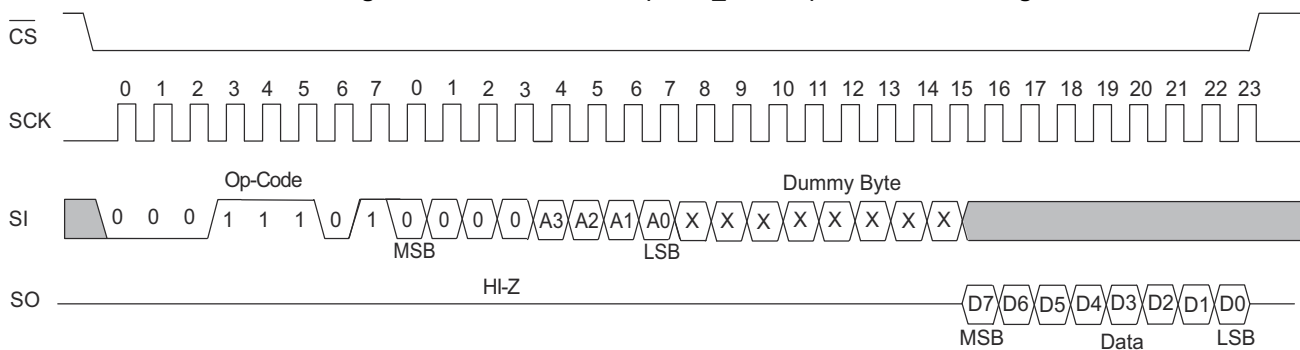 CS
0 1 2 3 4 5 6 7 0 1 2 3 4 5 6 7 8 9 10 11 12 13 14 15 16 17 18 19 20 21 22 23
SCK
Op-Code
Dummy Byte
SI 0 0 0 1 1 1 0 1 0 0 0 0 A3 A2 A1 A0 X X X X X X X X
MSB LSB
HI-Z
SO D7 D6 D5 D4 D3 D2 D1 D0
MSB Data LSB